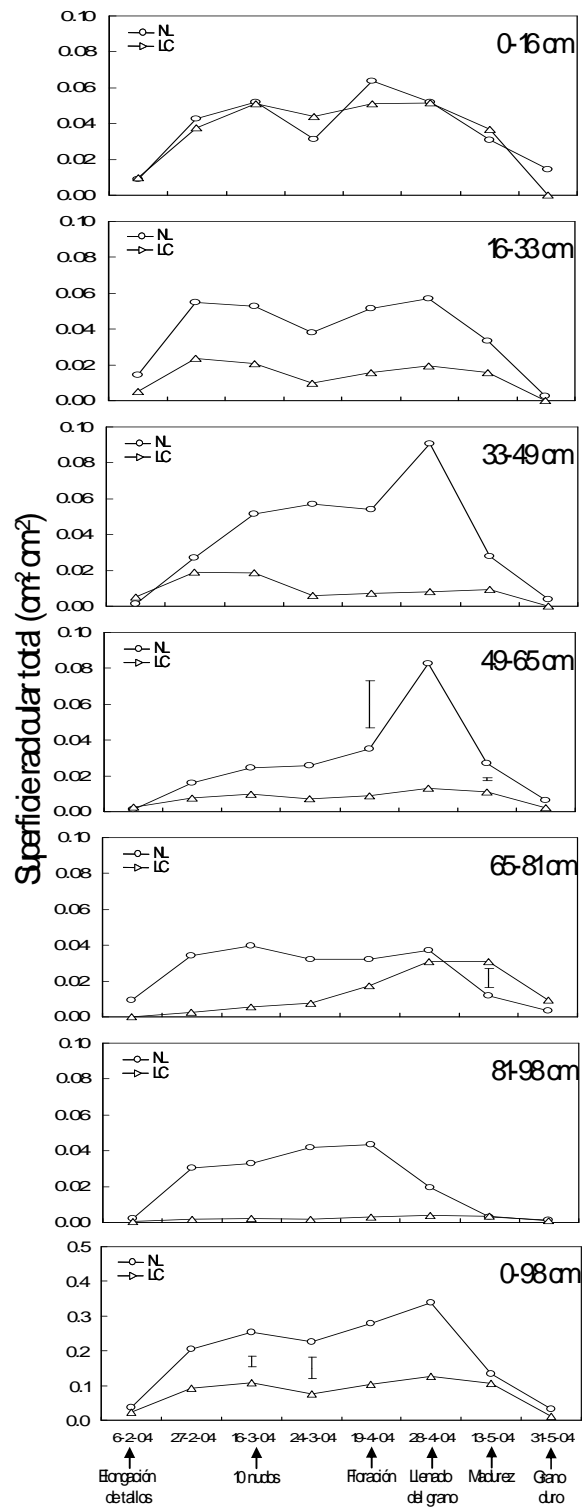 0.10
NL
LC
0-16 cm
0.08
0.06
0.04
0.02
0.00
0.10
NL
LC
16-33 cm
0.08
0.06
0.04
0.02
0.00
0.10
NL
LC
33-49 cm
0.08
0.06
0.04
0.02
0.00
Superficie radicular total (cm² cm²)
0.10
NL
LC
49-65 cm
0.08
0.06
0.04
0.02
0.00
0.10
NL
LC
65-81 cm
0.08
0.06
0.04
0.02
0.00
0.10
NL
LC
81-98 cm
0.08
0.06
0.04
0.02
0.00
0.5
NL
LC
0-98 cm
0.4
0.3
0.2
0.1
0.0
6-2-04 27-2-04 16-3-04 24-3-04 19-4-04 28-4-04 13-5-04 31-5-04
Elongación 10 nudos Floración Llenado Madurez Grano
de tallos del grano duro